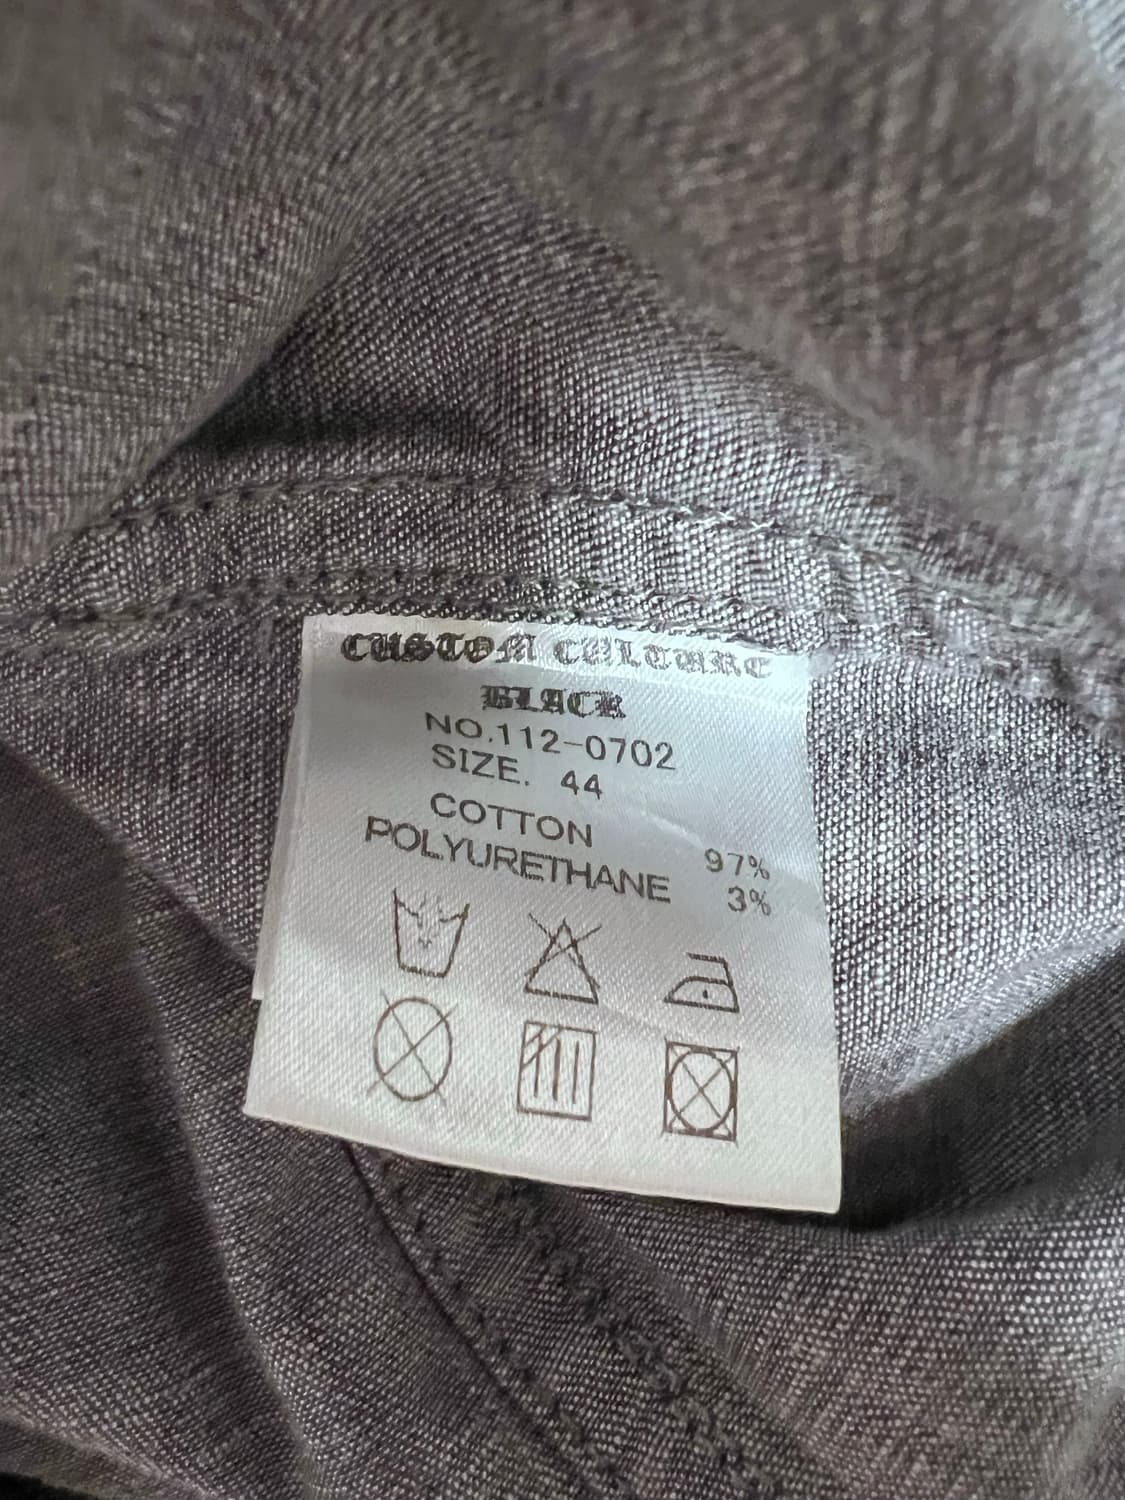 CUSTOM CULTURE
BLACK
NO.112-0702
SIZE. 44
COTTON 97%
POLYURETHANE 3%